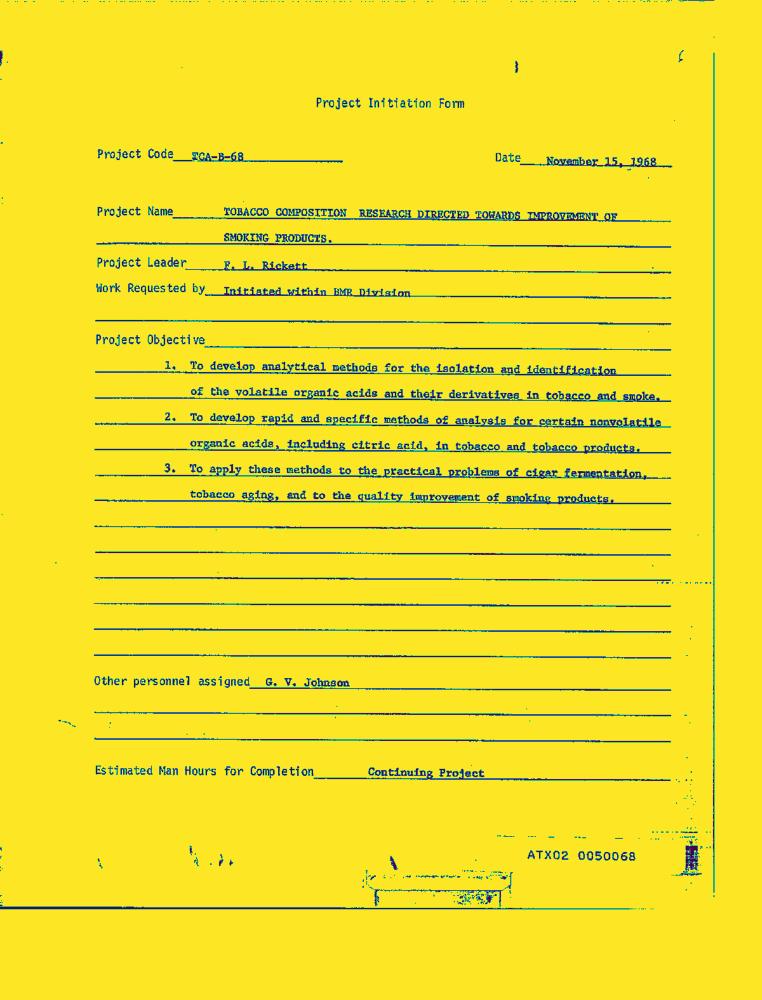 Project Initiation Form
Project Code TCA-B-68 Date November 15, 1968
Project Name TOBACCO COMPOSITION RESEARCH DIRECTED TOWARDS IMPROVEMENT OF
SMOKING PRODUCTS.
Project Leader F. L. Rickett
Work Requested by Initiated within BMR Division
Project Objective
1. To develop analytical methods for the isolation and identification
of the volatile organic acids and their derivatives in tobacco and smoke.
2. To develop rapid and specific methods of analysis for certain nonvolatile
organic acids, including citric acid, in tobacco and tobacco products.
3. To apply these methods to the practical problems of cigar fermentation,
tobacco aging, and to the quality improvement of smoking products.
Other personnel assigned G. V. Johnson
Estimated Man Hours for Completion Continuing Project
ATX02 0050068